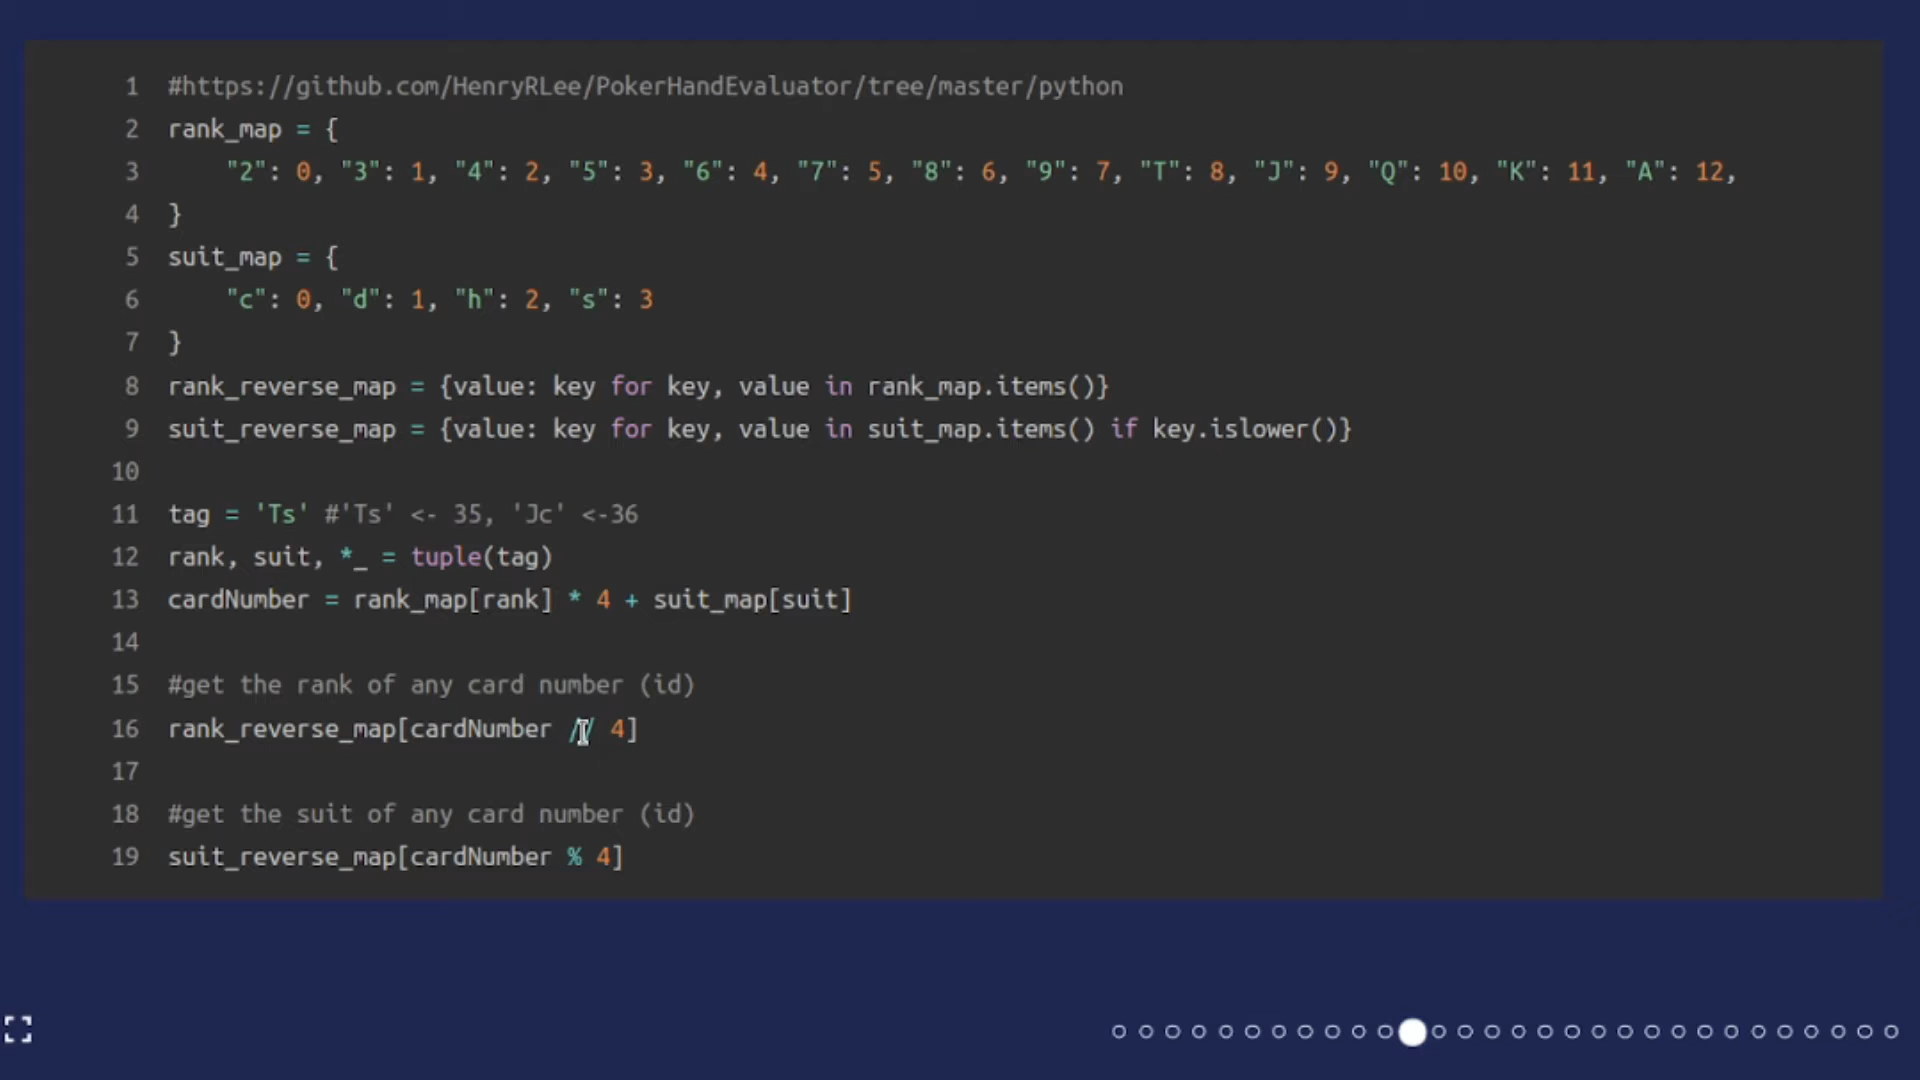 1 #https://github.com/HenryRLee/PokerHandEvaluator/tree/master/python
2 rank_map = {
3     "2": 0, "3": 1, "4": 2, "5": 3, "6": 4, "7": 5, "8": 6, "9": 7, "T": 8, "J": 9, "Q": 10, "K": 11, "A": 12,
4 }
5 suit_map = {
6     "c": 0, "d": 1, "h": 2, "s": 3
7 }
8 rank_reverse_map = {value: key for key, value in rank_map.items()}
9 suit_reverse_map = {value: key for key, value in suit_map.items() if key.islower()}
10
11 tag = 'Ts' #'Ts' <- 35, 'Jc' <-36
12 rank, suit, *_ = tuple(tag)
13 cardNumber = rank_map[rank] * 4 + suit_map[suit]
14
15 #get the rank of any card number (id)
16 rank_reverse_map[cardNumber // 4]
17
18 #get the suit of any card number (id)
19 suit_reverse_map[cardNumber % 4]